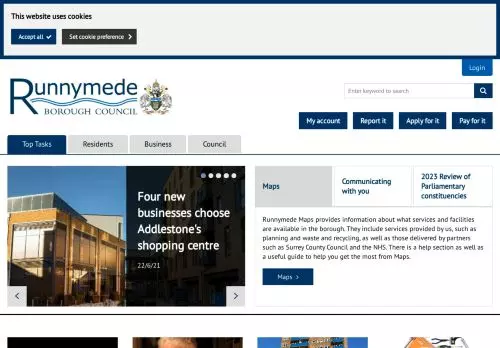 This website uses cookies
Accept all
Set cookie preference
Login
Runnymede
BOROUGH COUNCIL
Enter keyword to search
My account
Report it
Apply for it
Pay for it
Top Tasks
Residents
Business
Council
Four new
businesses choose
Addlestone's
shopping centre
22/6/21
Maps
Communicating
with you
2023 Review of
Parliamentary
constituencies
Runnymede Maps provides information about what services and facilities
are available in the borough. They include services provided by us, such as
planning and waste and recycling, as well as those delivered by partners
such as Surrey County Council and the NHS. There is a help section as well as
a useful guide to help you get the most from Maps.
Maps